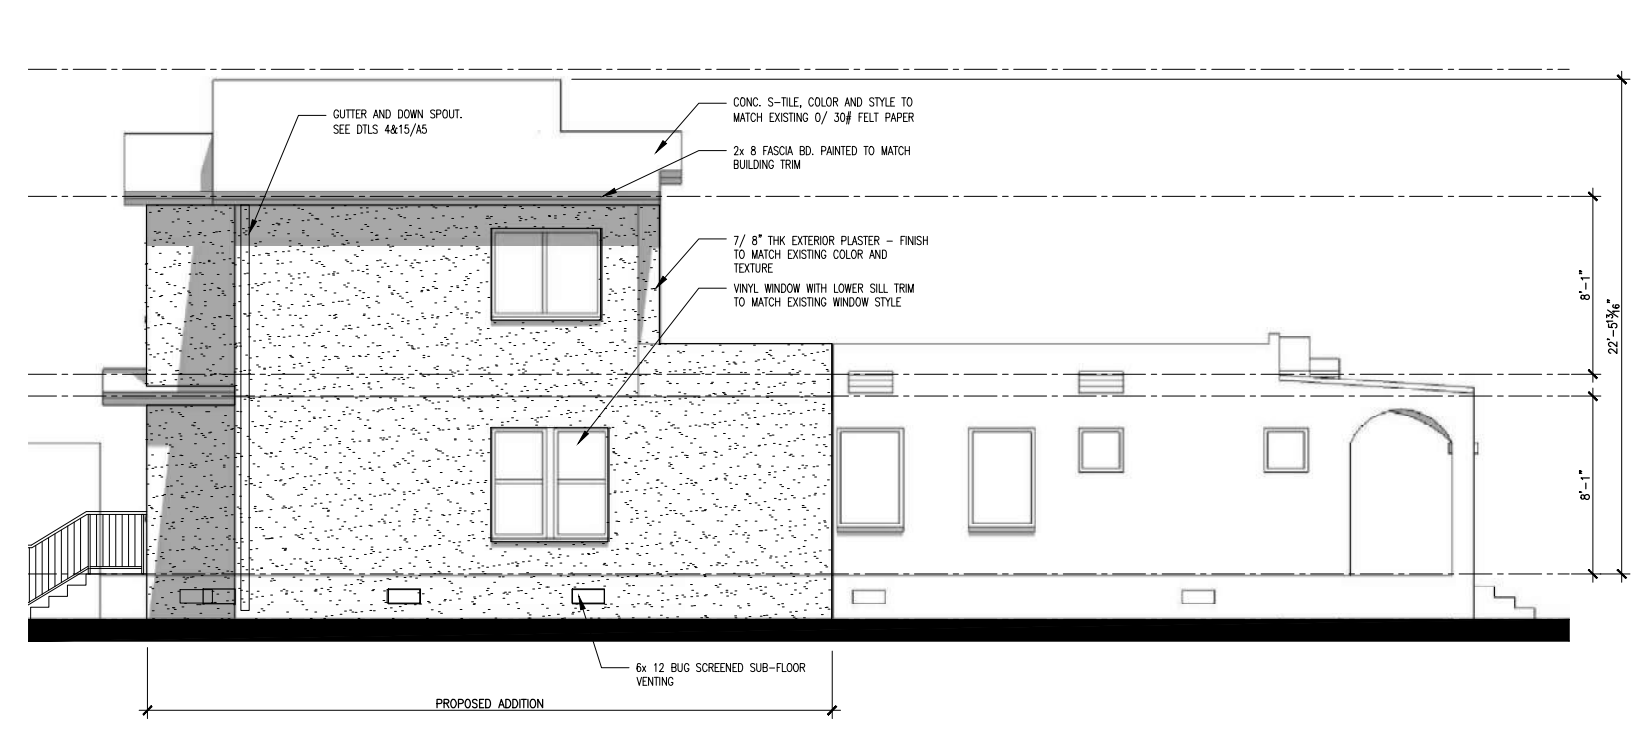 GUTTER AND DOWN SPOUT.
SEE DTLS 4&15/A5
CONC. S-TILE, COLOR AND STYLE TO
MATCH EXISTING O/ 30# FELT PAPER
2x 8 FASCIA BD. PAINTED TO MATCH
BUILDING TRIM
7/ 8" THK EXTERIOR PLASTER – FINISH
TO MATCH EXISTING COLOR AND
TEXTURE
VINYL WINDOW WITH LOWER SILL TRIM
TO MATCH EXISTING WINDOW STYLE
8'-1"
22'-5 13/16"
8'-1"
6x 12 BUG SCREENED SUB-FLOOR
VENTING
PROPOSED ADDITION